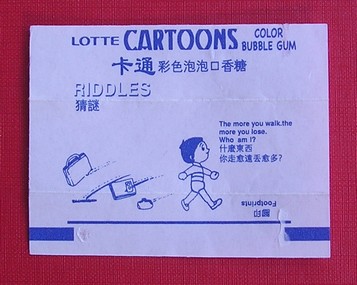 LOTTE CARTOONS COLOR BUBBLE GUM
卡通 彩色泡泡口香糖
RIDDLES
猜謎
The more you walk.the
more you lose.
Who am I?
什麼東西
你走愈遠丟愈多?
腳印
Footprints